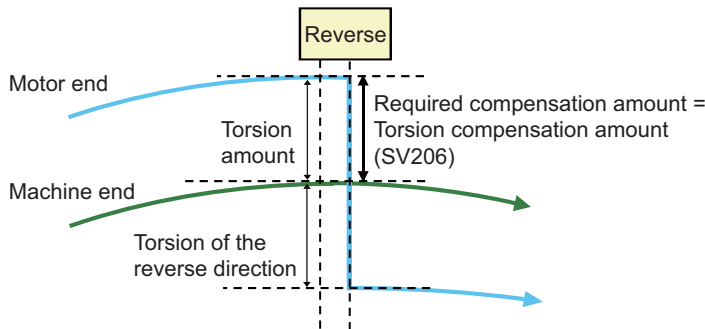 Reverse
Motor end
Required compensation amount =
Torsion compensation amount
(SV206)
Torsion
amount
Machine end
Torsion of the
reverse direction